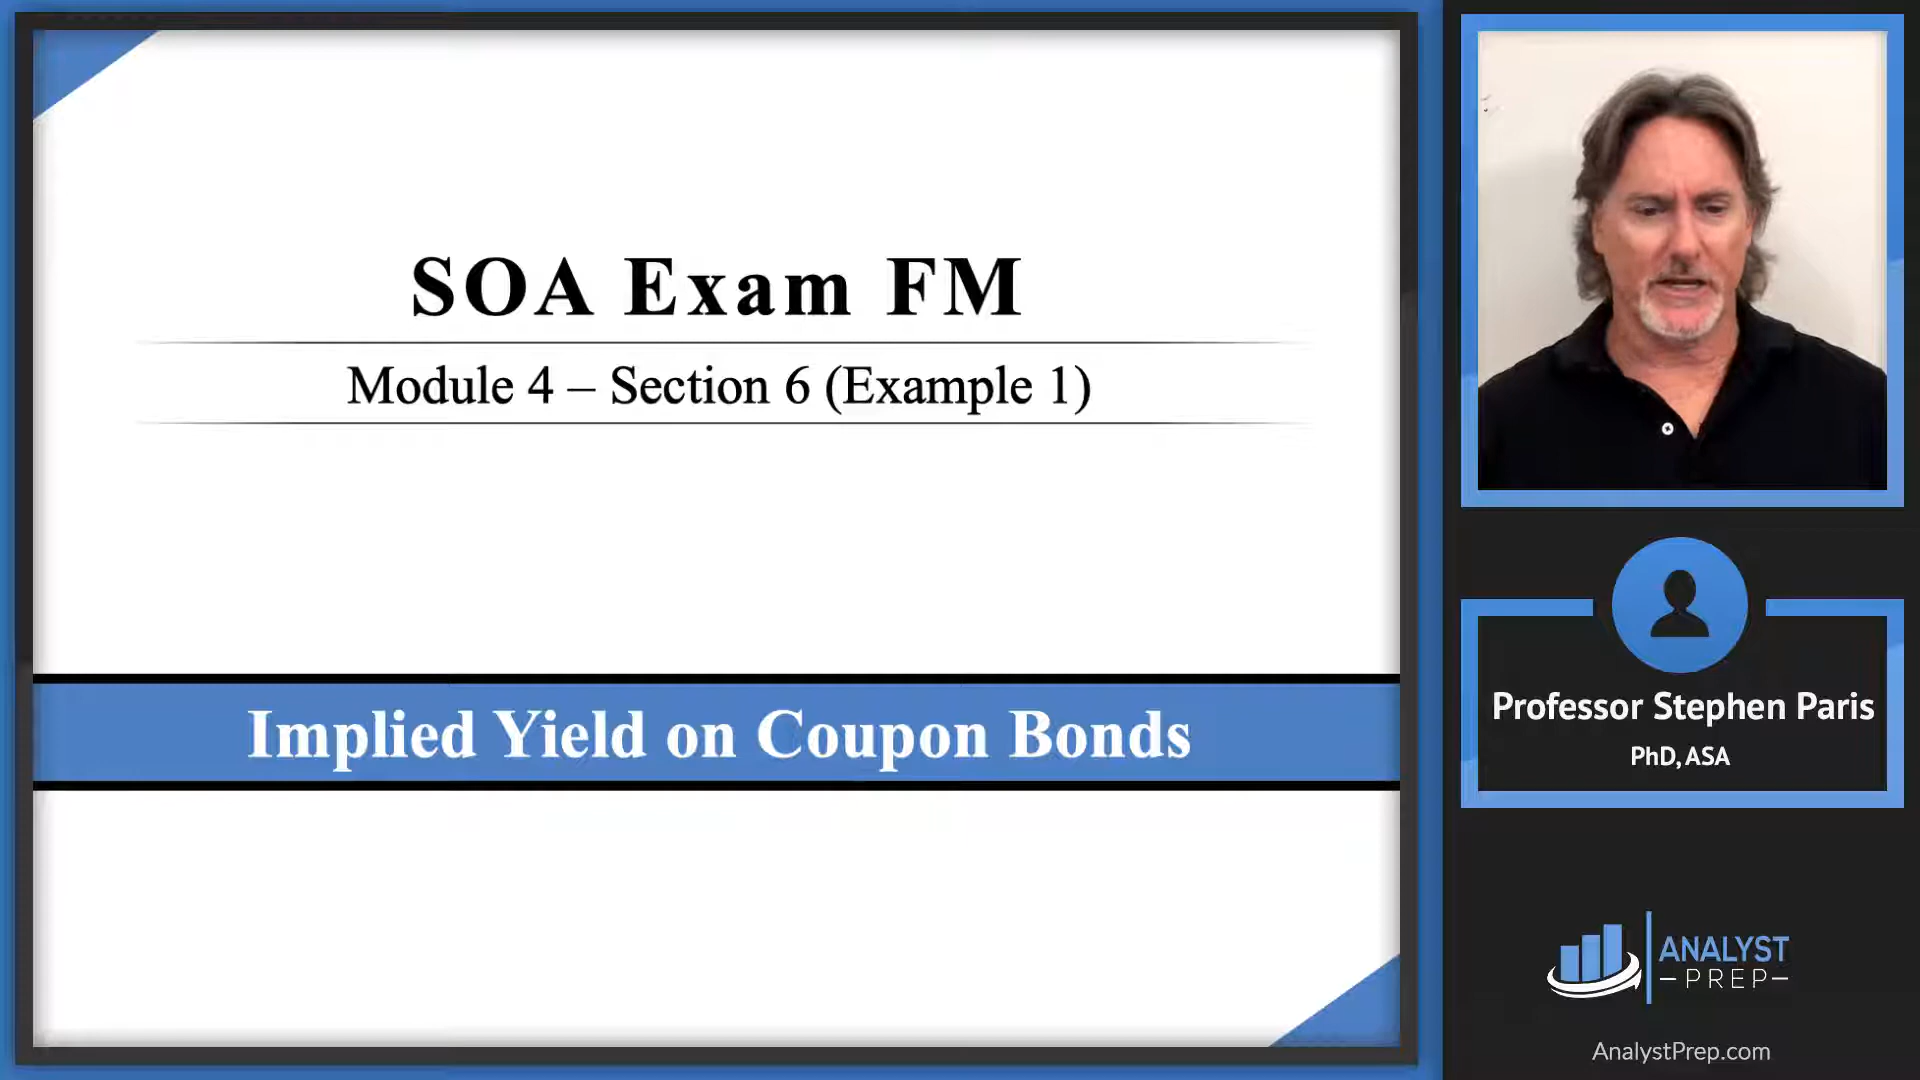 SOA Exam FM
Module 4 – Section 6 (Example 1)
Implied Yield on Coupon Bonds
Professor Stephen Paris
PhD, ASA
ANALYST
PREP
AnalystPrep.com